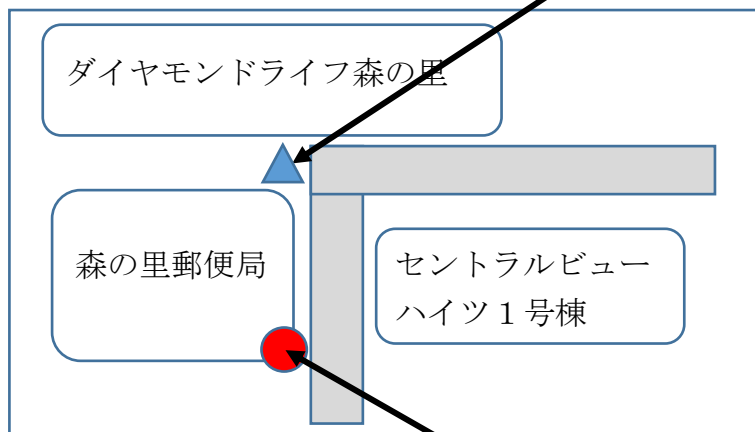 ダイヤモンドライフ森の里
森の里郵便局
セントラルビュー
ハイツ１号棟